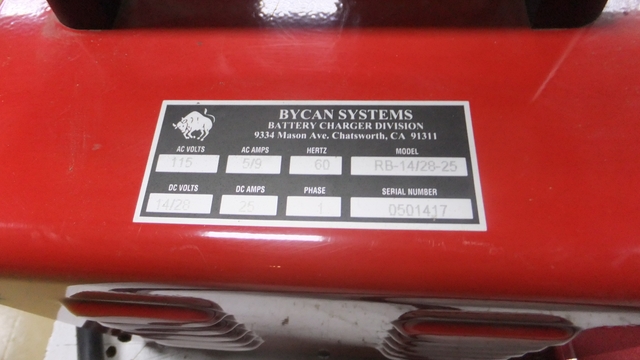 BYCAN SYSTEMS
BATTERY CHARGER DIVISION
9334 Mason Ave. Chatsworth, CA 91311
AC VOLTS AC AMPS HERTZ MODEL
115 5/9 60 RB-14/28-25
DC VOLTS DC AMPS PHASE SERIAL NUMBER
14/28 25 1 0501417